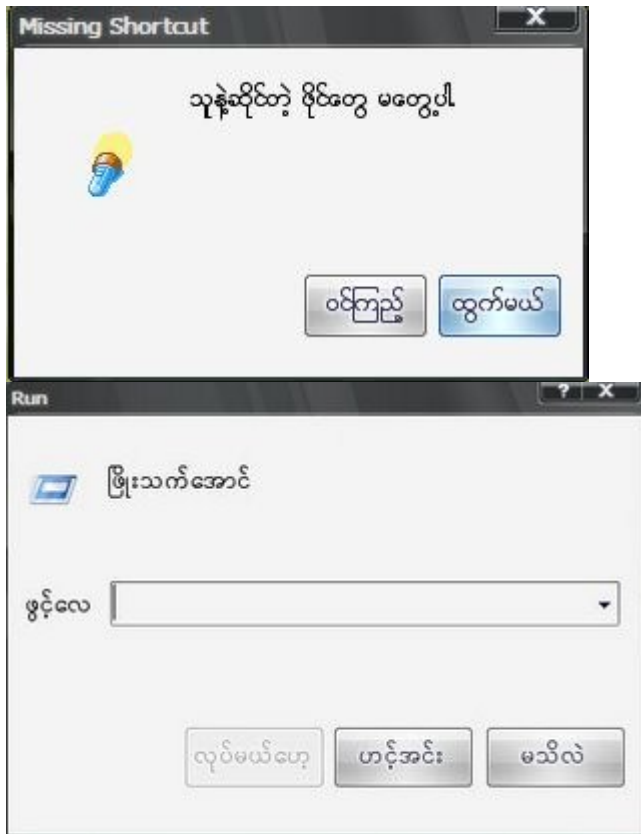 Missing Shortcut
သူနဲ့ဆိုင်တဲ့ ဖိုင်တွေ မတွေ့ပါ
ဝင်ကြည့် ထွက်မယ်
Run
ဖြိုးသက်အောင်
ဖွင့်လေ
လုပ်မယ်ဟေ့ ဟင့်အင်း မသိလဲ